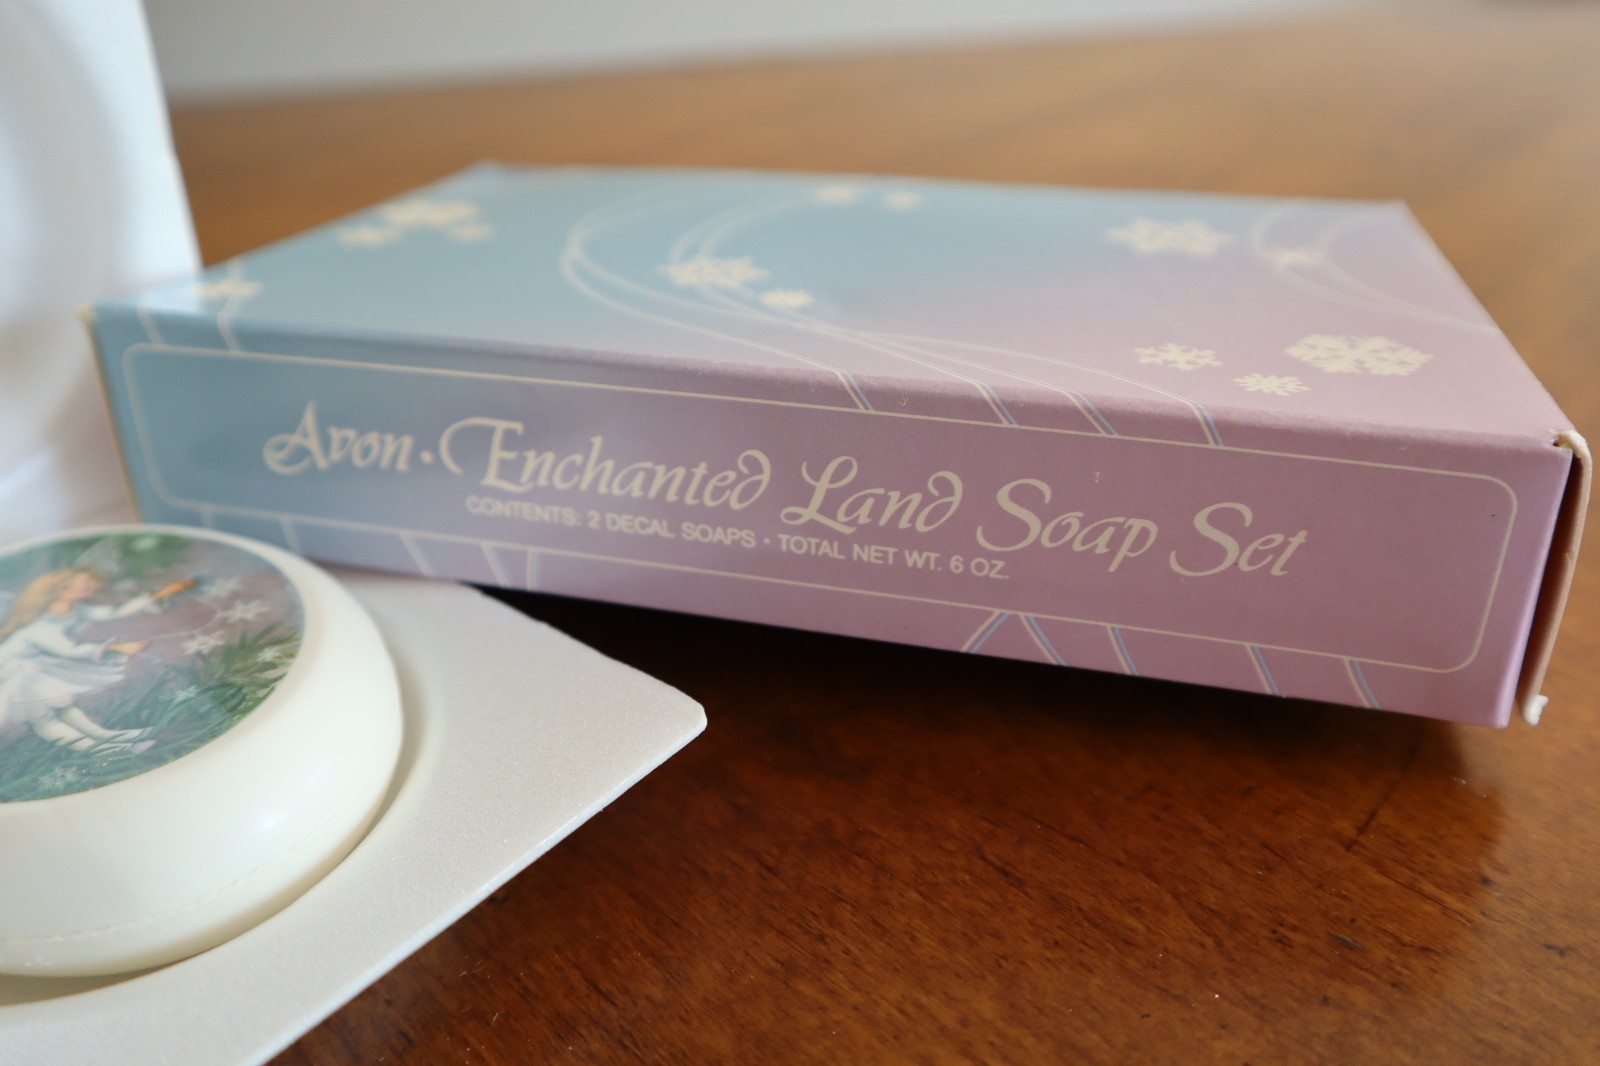 Avon · Enchanted Land Soap Set
CONTENTS: 2 DECAL SOAPS · TOTAL NET WT. 6 OZ.